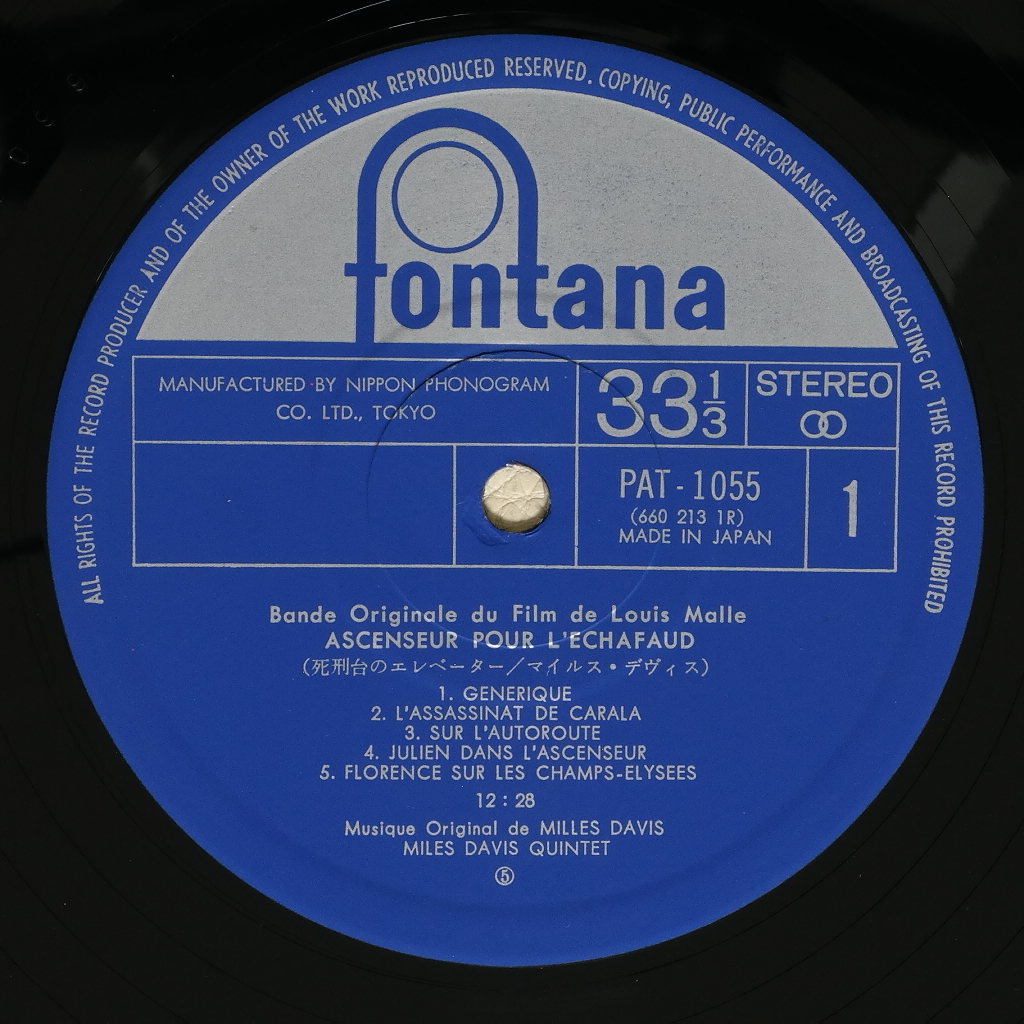 ALL RIGHTS OF THE RECORD PRODUCER AND OF THE OWNER OF THE WORK REPRODUCED RESERVED. COPYING, PUBLIC PERFORMANCE AND BROADCASTING OF THIS RECORD PROHIBITED
fontana
MANUFACTURED BY NIPPON PHONOGRAM
CO. LTD., TOKYO
33 1/3
STEREO
PAT-1055
(660 213 1R)
MADE IN JAPAN
1
Bande Originale du Film de Louis Malle
ASCENSEUR POUR L'ECHAFAUD
(死刑台のエレベーター／マイルス・デヴィス)
1. GENERIQUE
2. L'ASSASSINAT DE CARALA
3. SUR L'AUTOROUTE
4. JULIEN DANS L'ASCENSEUR
5. FLORENCE SUR LES CHAMPS-ELYSEES
12 : 28
Musique Original de MILLES DAVIS
MILES DAVIS QUINTET
⑤